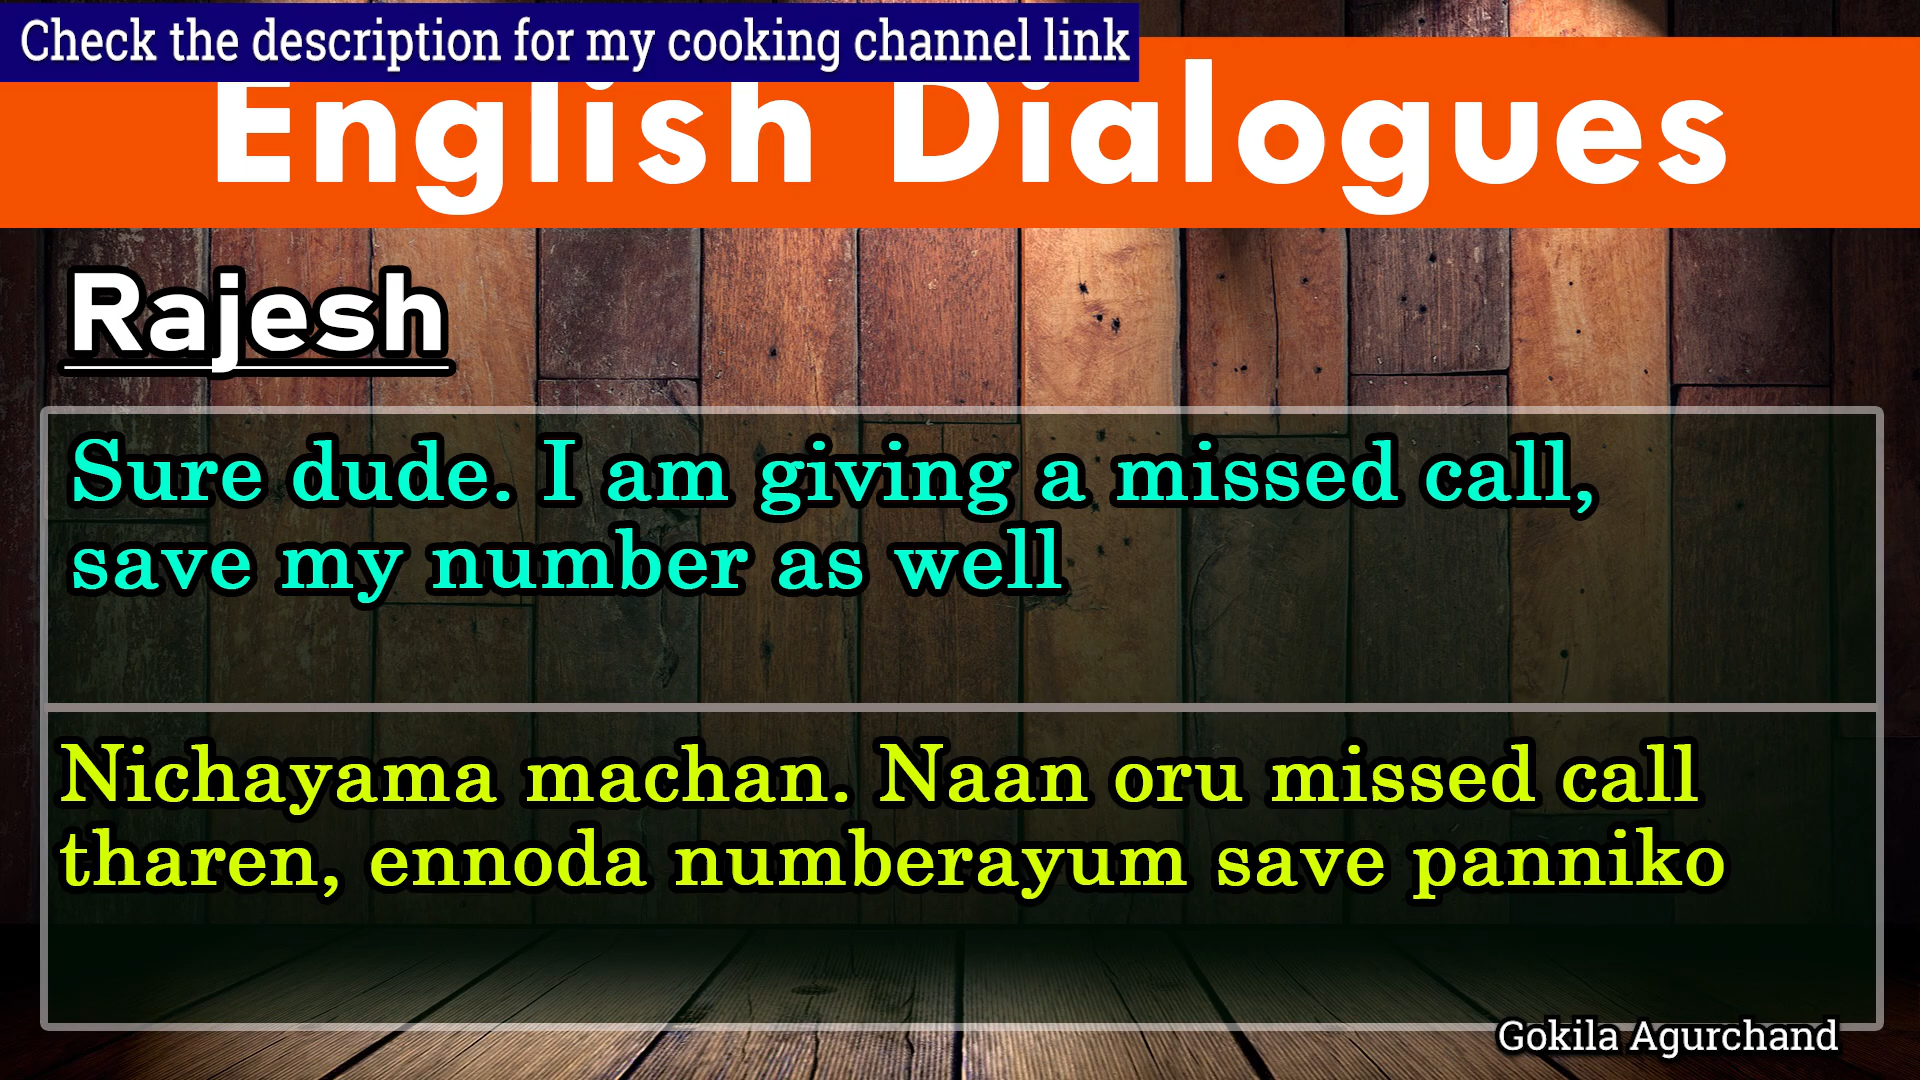 Check the description for my cooking channel link
English Dialogues
Rajesh
Sure dude. I am giving a missed call,
save my number as well
Nichayama machan. Naan oru missed call
tharen, ennoda numberayum save panniko
Gokila Agurchand